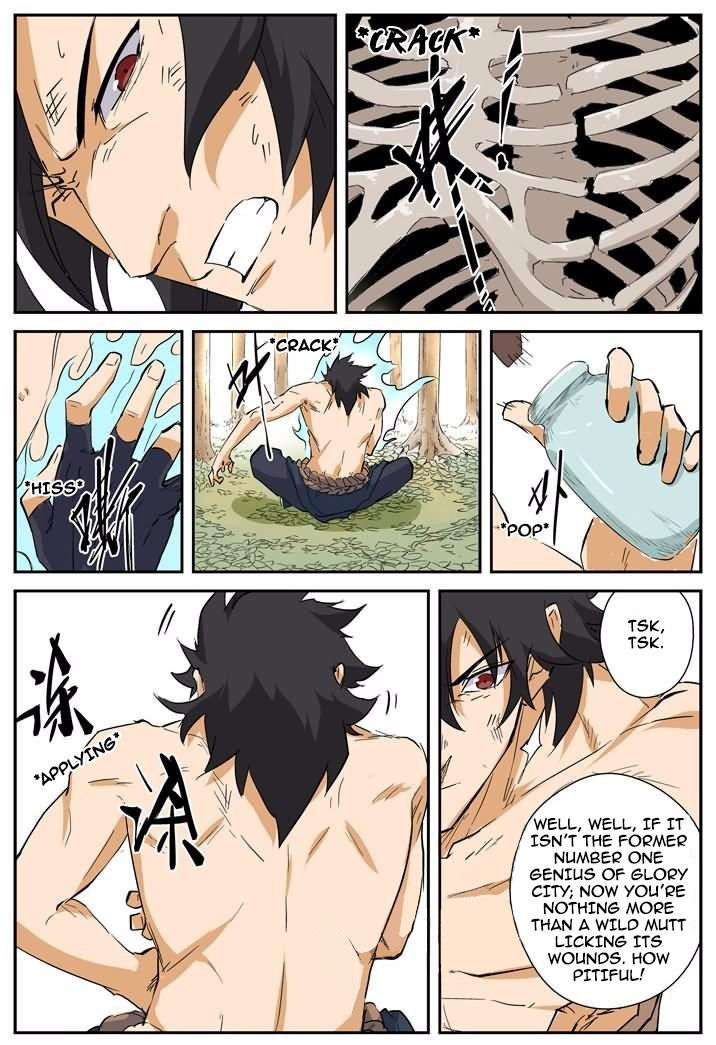 *CRACK*
*HISS*
*CRACK*
*POP*
涂
*APPLYING*
涂
TSK,
TSK.
WELL, WELL, IF IT
ISN'T THE FORMER
NUMBER ONE
GENIUS OF GLORY
CITY; NOW YOU'RE
NOTHING MORE
THAN A WILD MUTT
LICKING ITS
WOUNDS. HOW
PITIFUL!